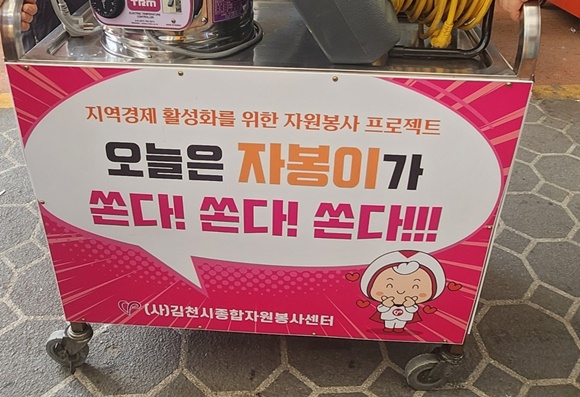 지역경제 활성화를 위한 자원봉사 프로젝트
오늘은 자봉이가
쏜다! 쏜다! 쏜다!!!
(사)김천시종합자원봉사센터